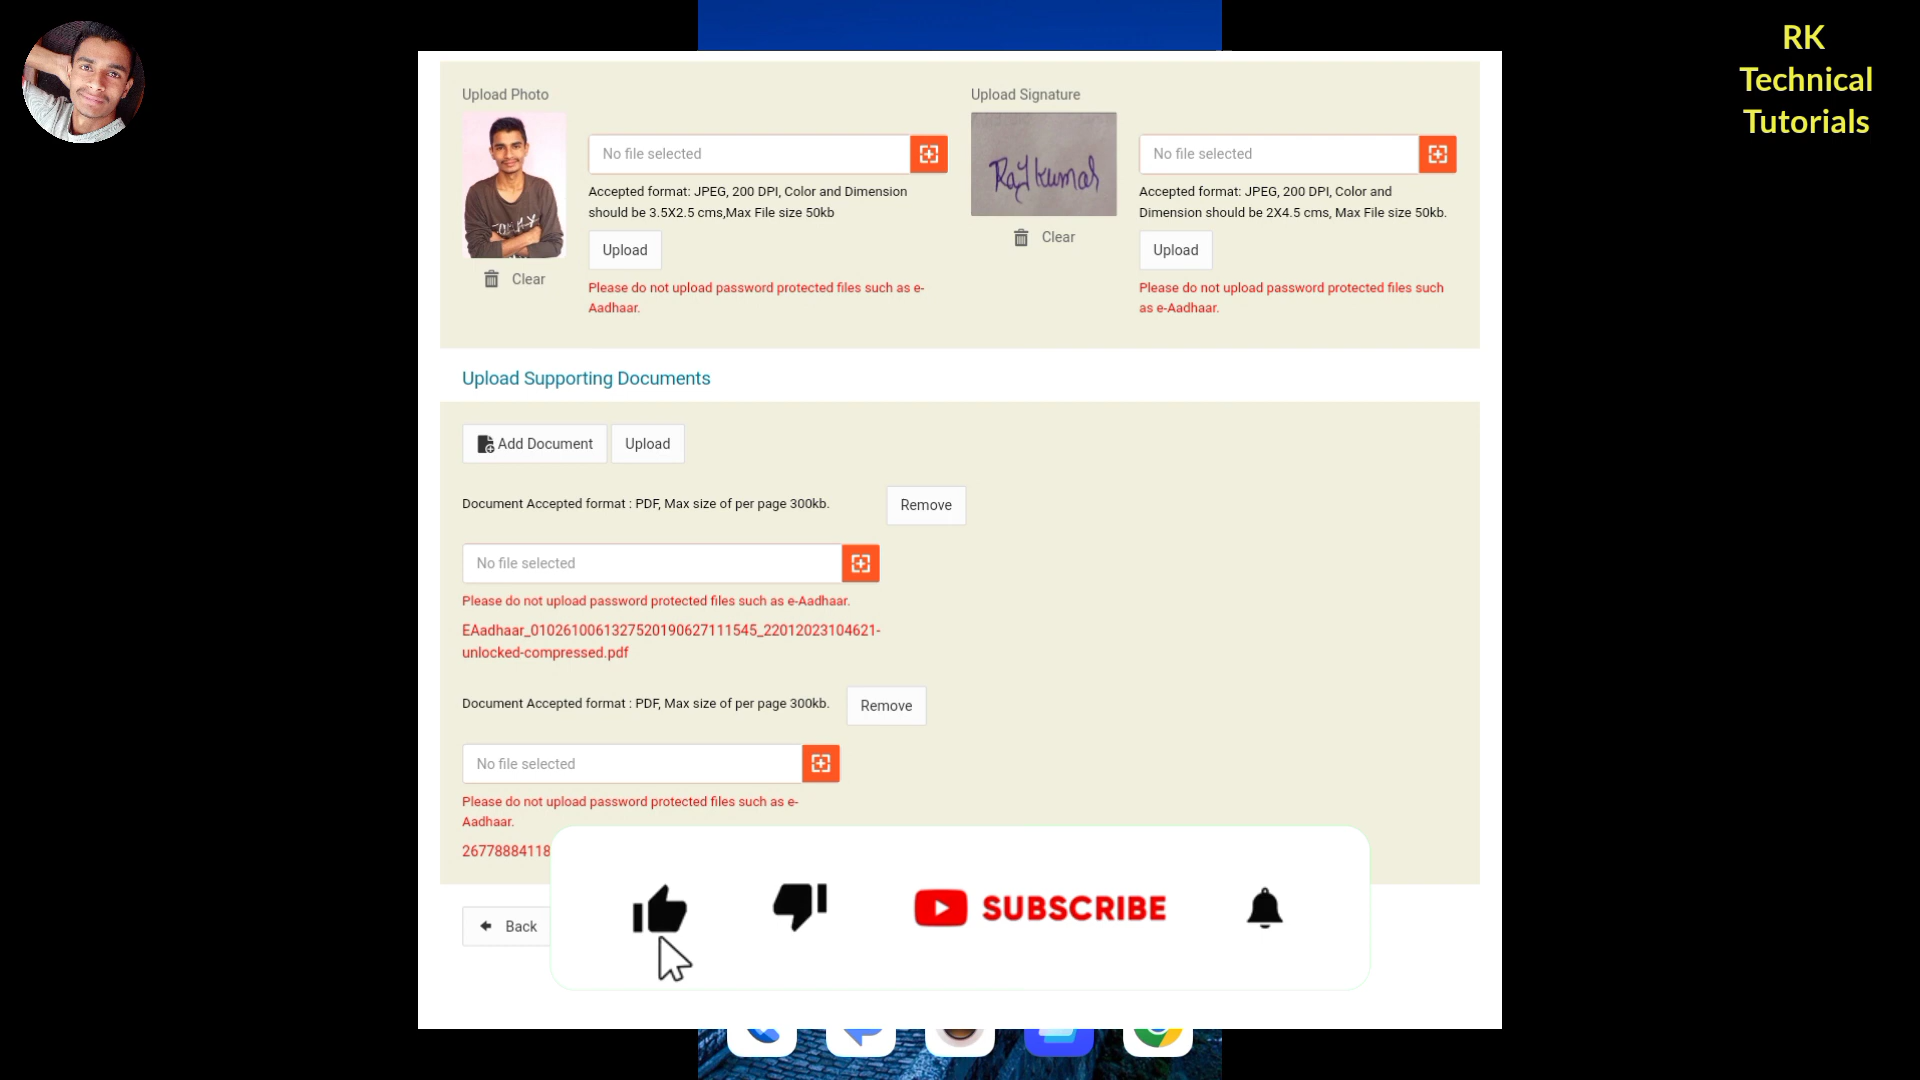 RK
Technical
Tutorials
Upload Photo
No file selected
Accepted format: JPEG, 200 DPI, Color and Dimension
should be 3.5X2.5 cms,Max File size 50kb
Upload
Please do not upload password protected files such as e-
Aadhaar.
Clear
Upload Signature
Rajkumar
No file selected
Accepted format: JPEG, 200 DPI, Color and
Dimension should be 2X4.5 cms, Max File size 50kb.
Upload
Please do not upload password protected files such
as e-Aadhaar.
Clear
Upload Supporting Documents
Add Document
Upload
Document Accepted format : PDF, Max size of per page 300kb.
Remove
No file selected
Please do not upload password protected files such as e-Aadhaar.
EAadhaar_0102610061327520190627111545_22012023104621-
unlocked-compressed.pdf
Document Accepted format : PDF, Max size of per page 300kb.
Remove
No file selected
Please do not upload password protected files such as e-
Aadhaar.
26778884118
Back
SUBSCRIBE